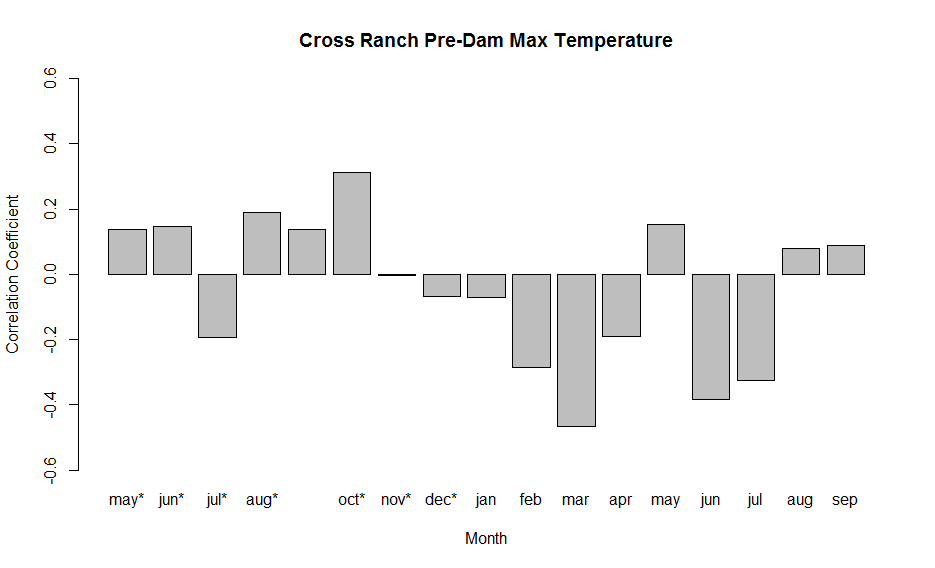 Cross Ranch Pre-Dam Max Temperature
Correlation Coefficient
0.6
0.4
0.2
0.0
-0.2
-0.4
-0.6
may* jun* jul* aug* oct* nov* dec* jan feb mar apr may jun jul aug sep
Month